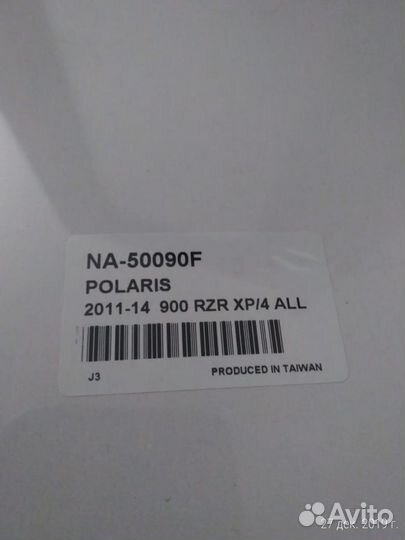 NA-50090F
POLARIS
2011-14 900 RZR XP/4 ALL
J3 PRODUCED IN TAIWAN
27 дек. 2019 г.
Avito